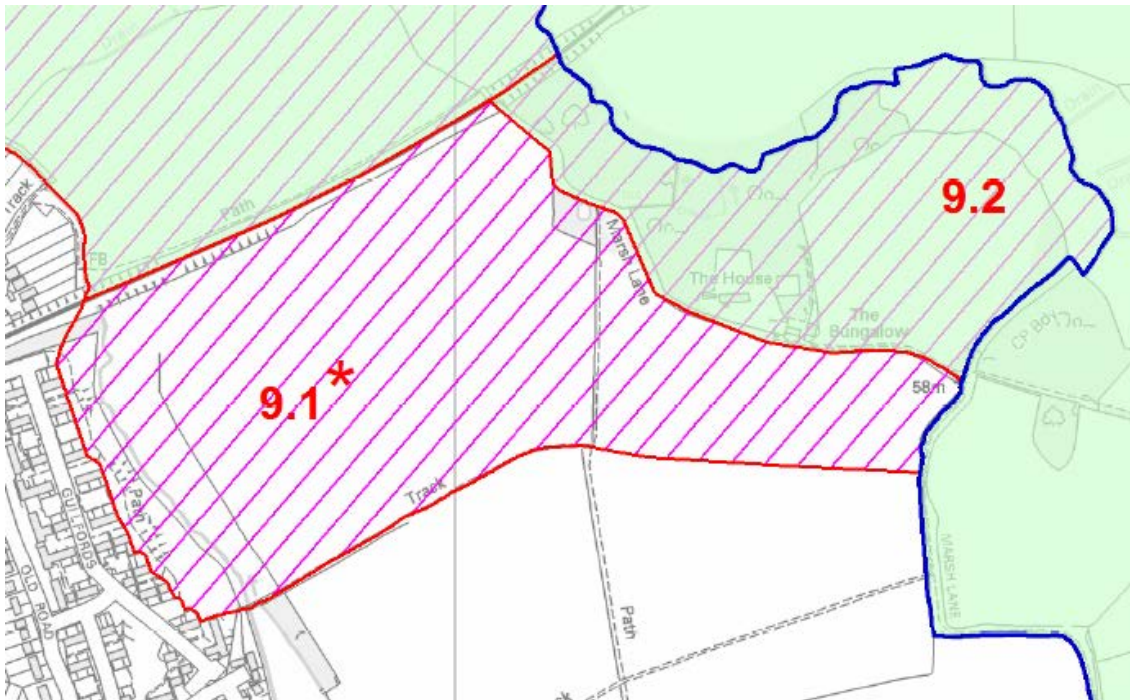 Drain
Track
Path
FB
9.2
Drain
Marsh Lane
The House
The
Bungalow
CP Bdy
58m
9.1*
Track
Path
GUILFORDS
OLD ROAD
MARSH LANE
Path